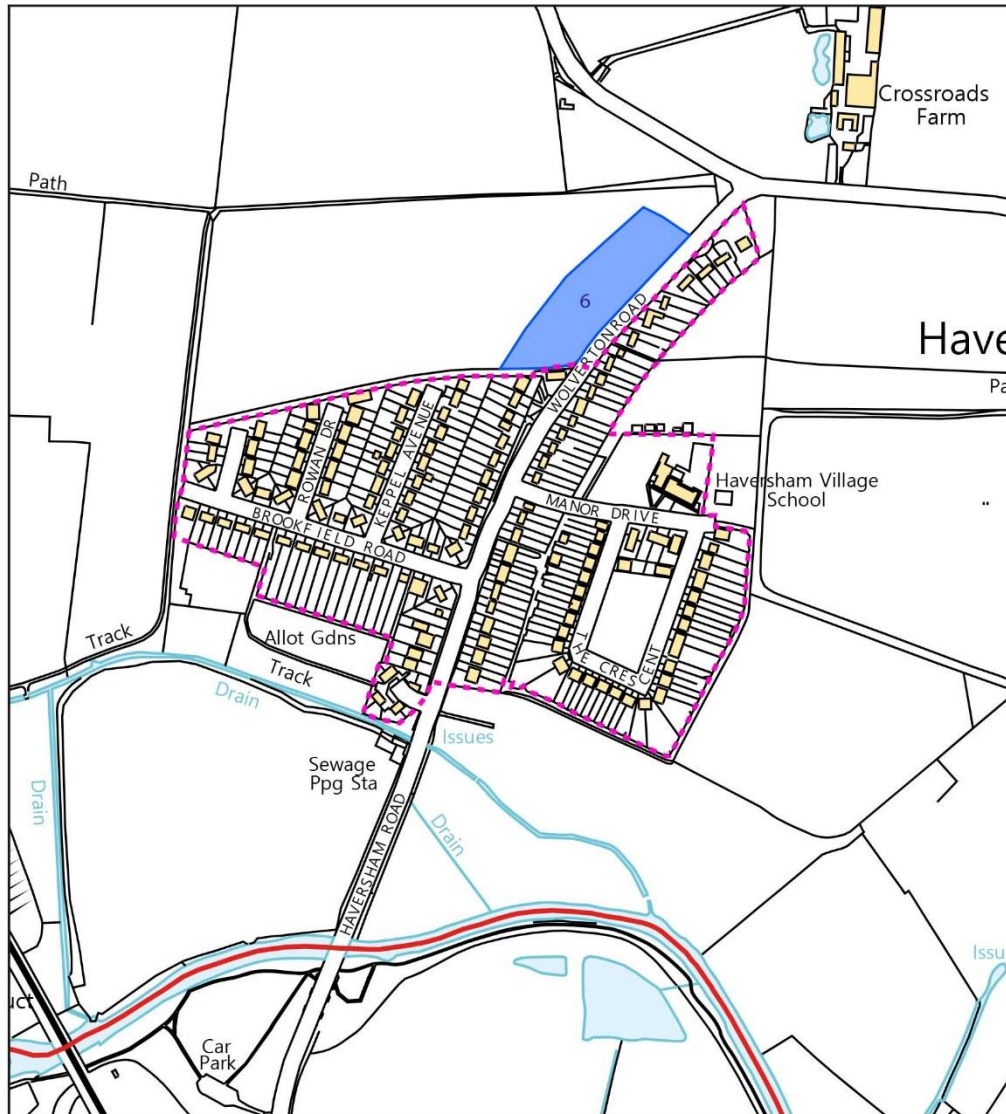 Crossroads
Farm
Path
6
WOLVERTON ROAD
Have
Pa
ROWAN DR
KEPPEL AVENUE
Haversham Village
School
MANOR DRIVE
BROOKFIELD ROAD
THE CRESCENT
Track
Allot Gdns
Track
Drain
Issues
Sewage
Ppg Sta
Drain
Drain
HAVERSHAM ROAD
Issu
uct
Car
Park